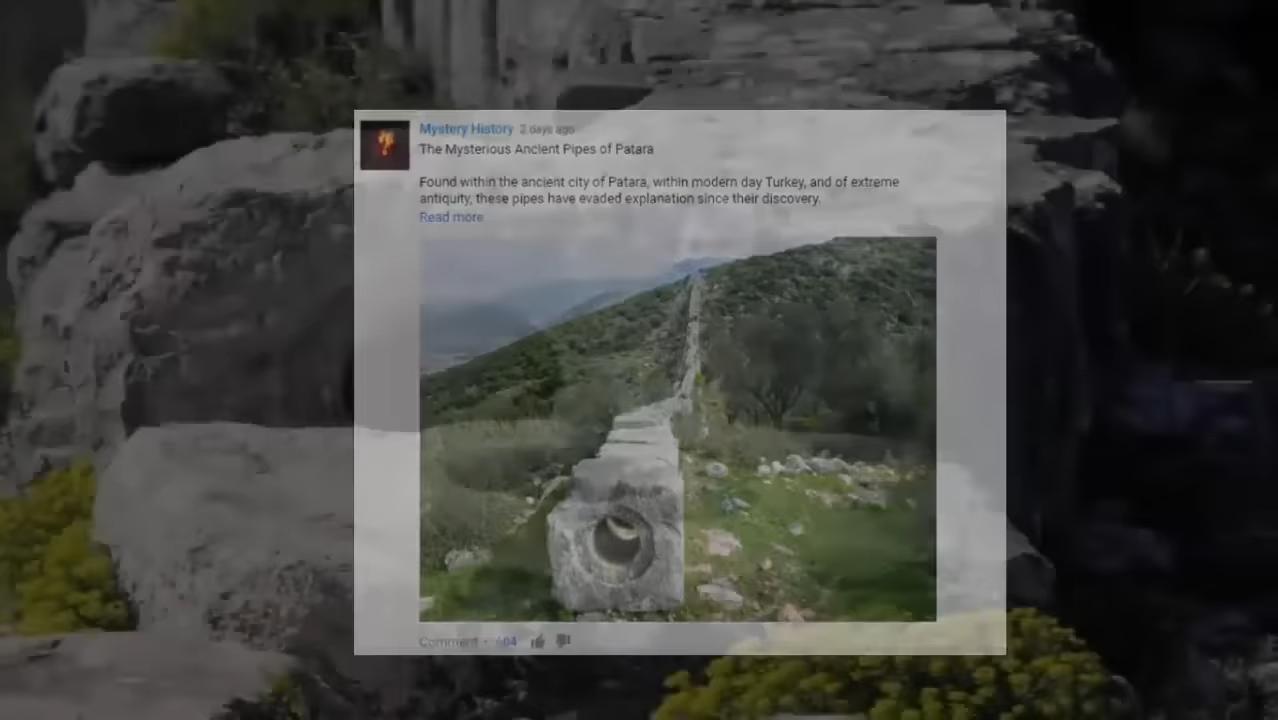 Mystery History 2 days ago
The Mysterious Ancient Pipes of Patara
Found within the ancient city of Patara, within modern day Turkey, and of extreme
antiquity, these pipes have evaded explanation since their discovery.
Read more
Comment • 604